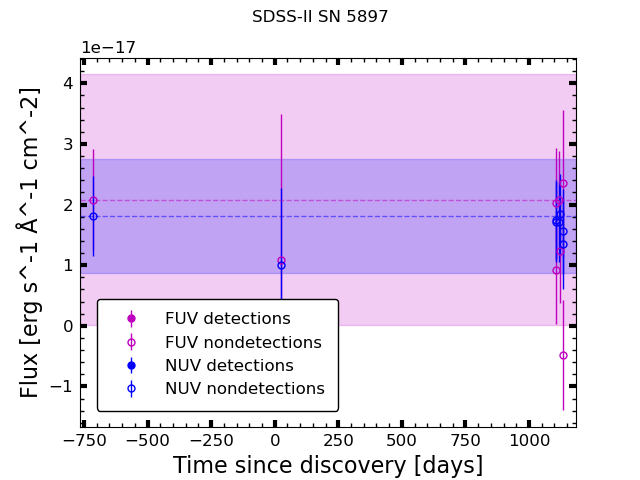 SDSS-II SN 5897
1e−17
4
3
2
1
0
−1
Flux [erg s^-1 Å^-1 cm^-2]
FUV detections
FUV nondetections
NUV detections
NUV nondetections
−750 −500 −250 0 250 500 750 1000
Time since discovery [days]